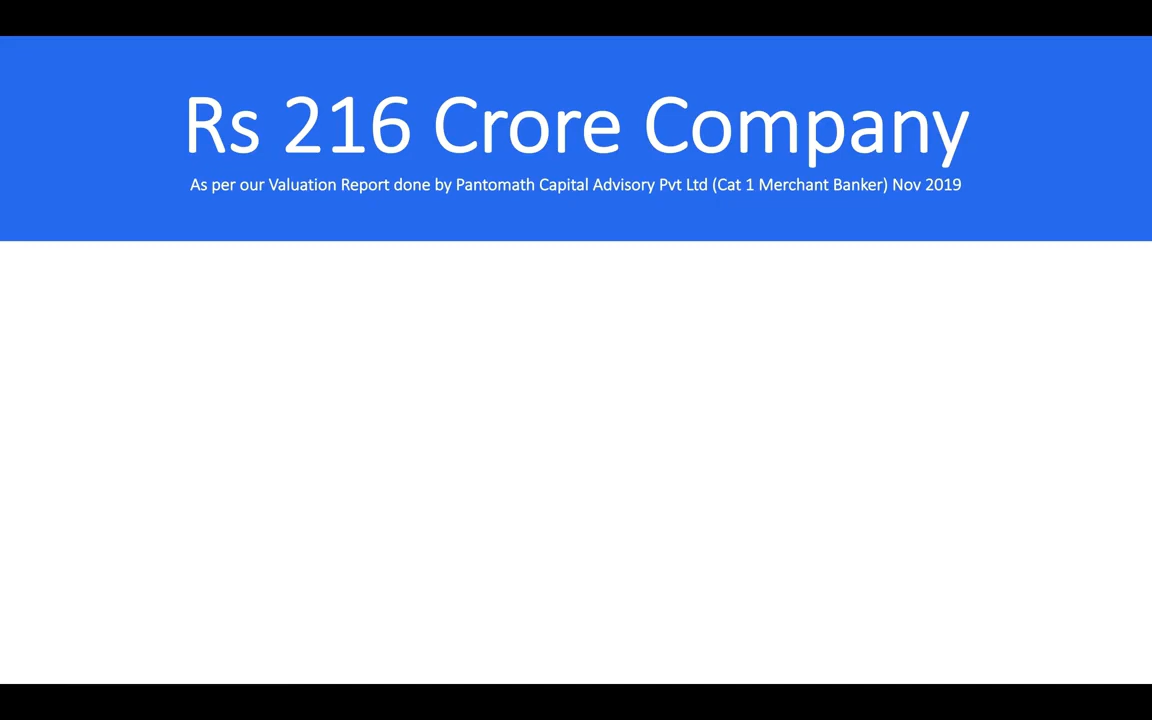 Rs 216 Crore Company
As per our Valuation Report done by Pantomath Capital Advisory Pvt Ltd (Cat 1 Merchant Banker) Nov 2019